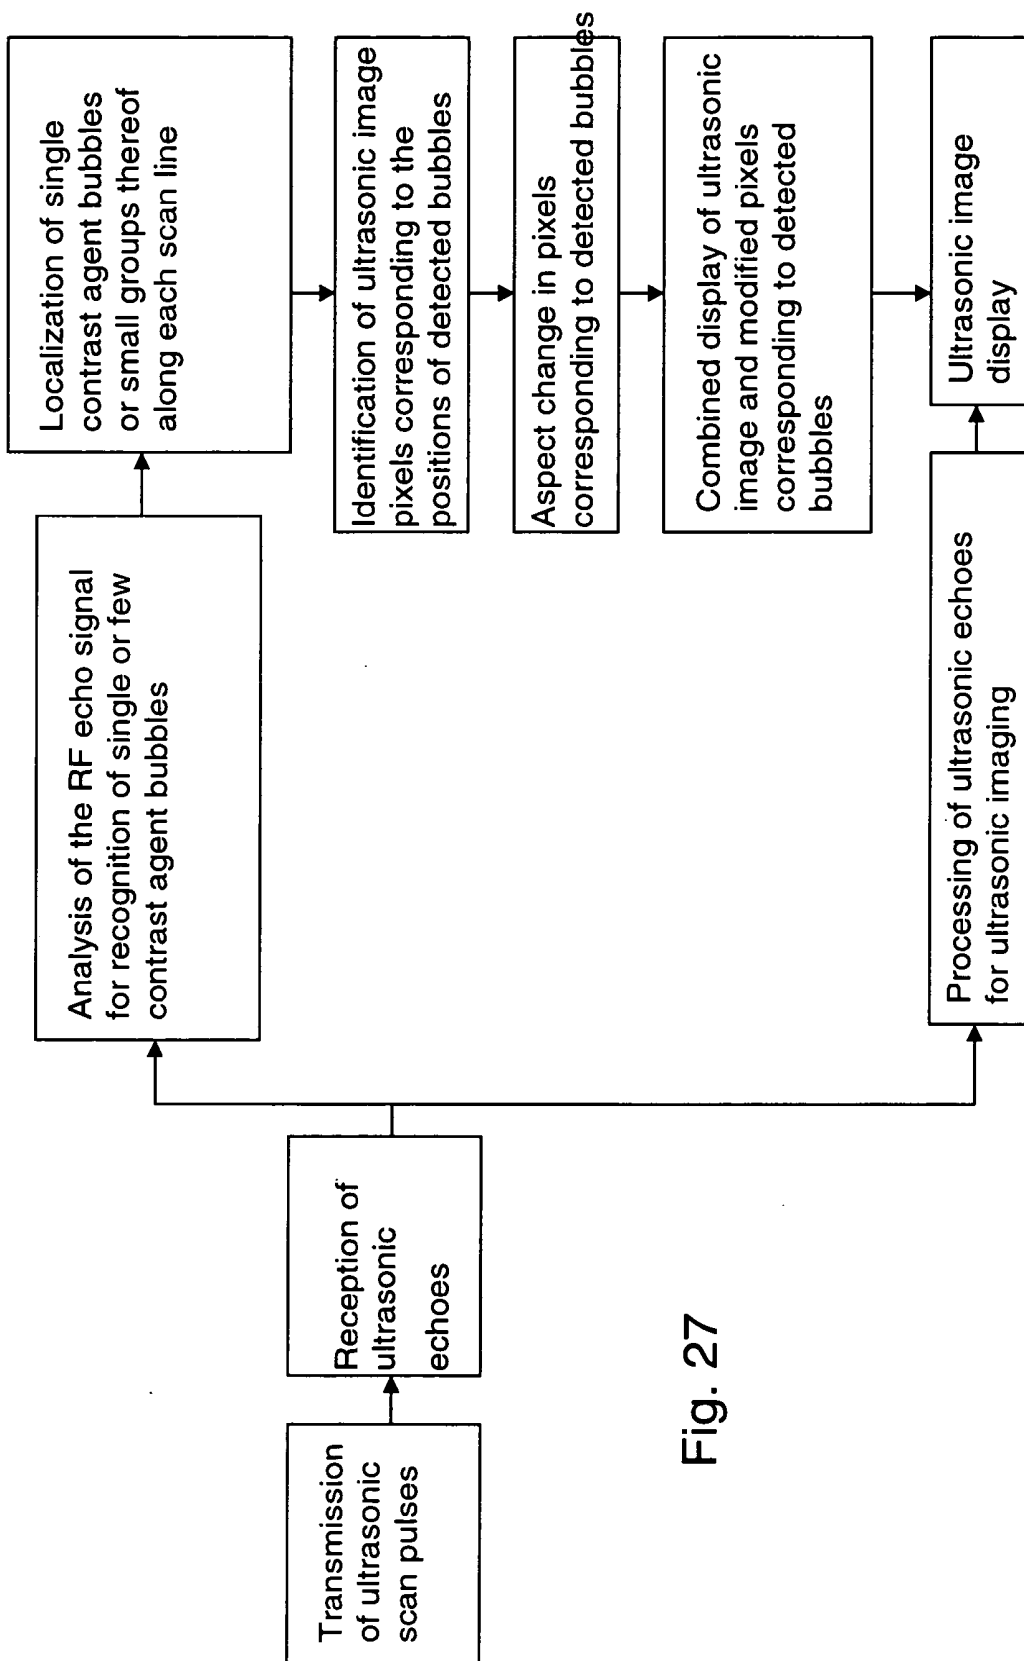 Transmission
of ultrasonic
scan pulses
Reception of
ultrasonic
echoes
Analysis of the RF echo signal
for recognition of single or few
contrast agent bubbles
Localization of single
contrast agent bubbles
or small groups thereof
along each scan line
Identification of ultrasonic image
pixels corresponding to the
positions of detected bubbles
Aspect change in pixels
corresponding to detected bubbles
Combined display of ultrasonic
image and modified pixels
corresponding to detected
bubbles
Processing of ultrasonic echoes
for ultrasonic imaging
Ultrasonic image
display
Fig. 27